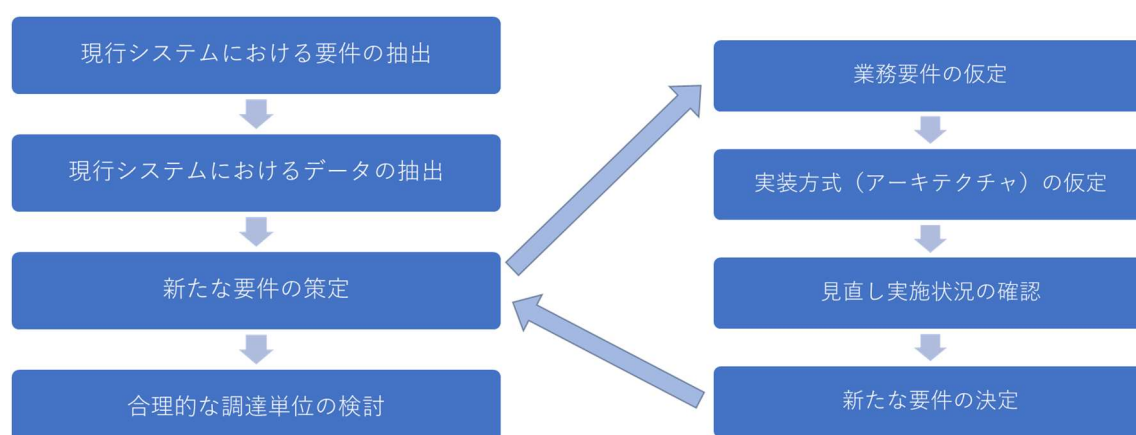 現行システムにおける要件の抽出
現行システムにおけるデータの抽出
新たな要件の策定
合理的な調達単位の検討
業務要件の仮定
実装方式（アーキテクチャ）の仮定
見直し実施状況の確認
新たな要件の決定